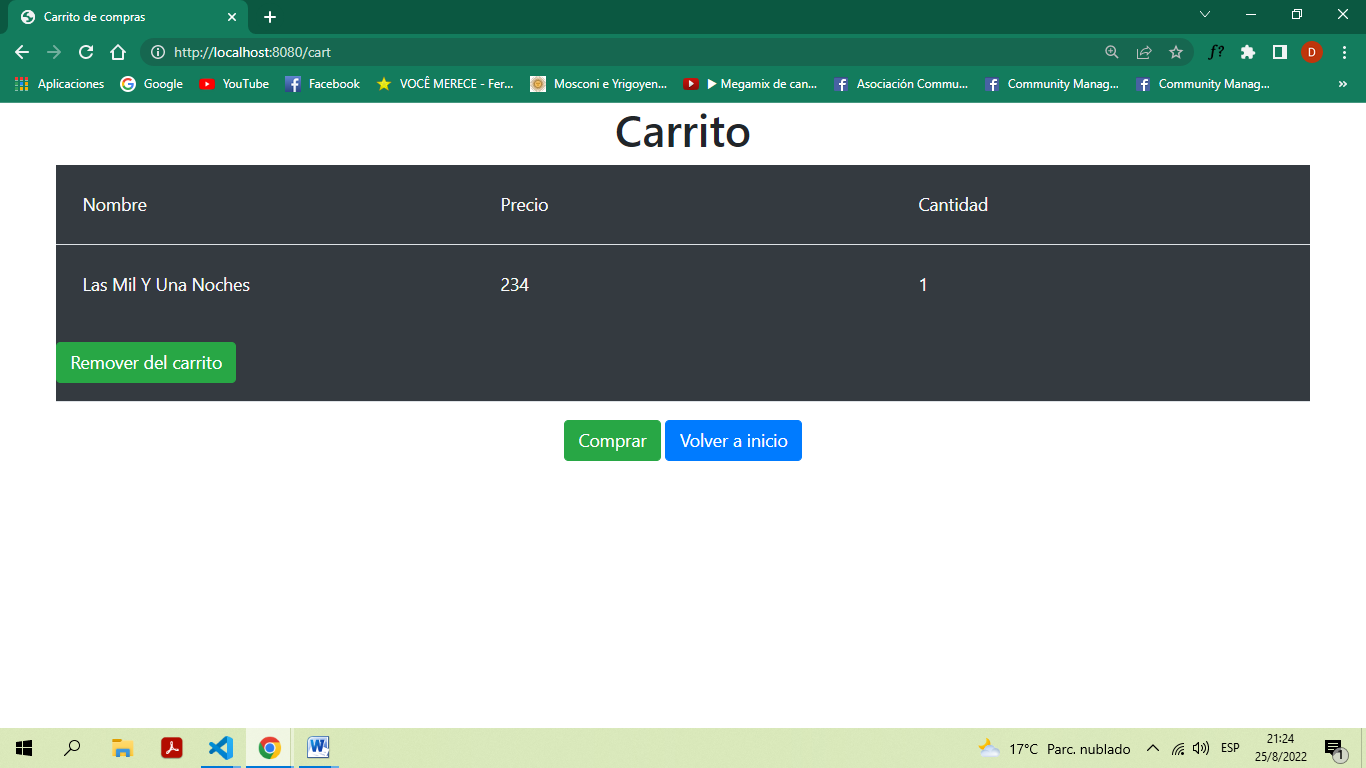 Carrito de compras
http://localhost:8080/cart
f?
D
Aplicaciones Google YouTube Facebook VOCÊ MERECE - Fer... Mosconi e Yrigoyen... Megamix de can... Asociación Commu... Community Manag... Community Manag... »
Carrito
Nombre Precio Cantidad
Las Mil Y Una Noches 234 1
Remover del carrito
Comprar Volver a inicio
17°C Parc. nublado ESP 21:24
25/8/2022
1